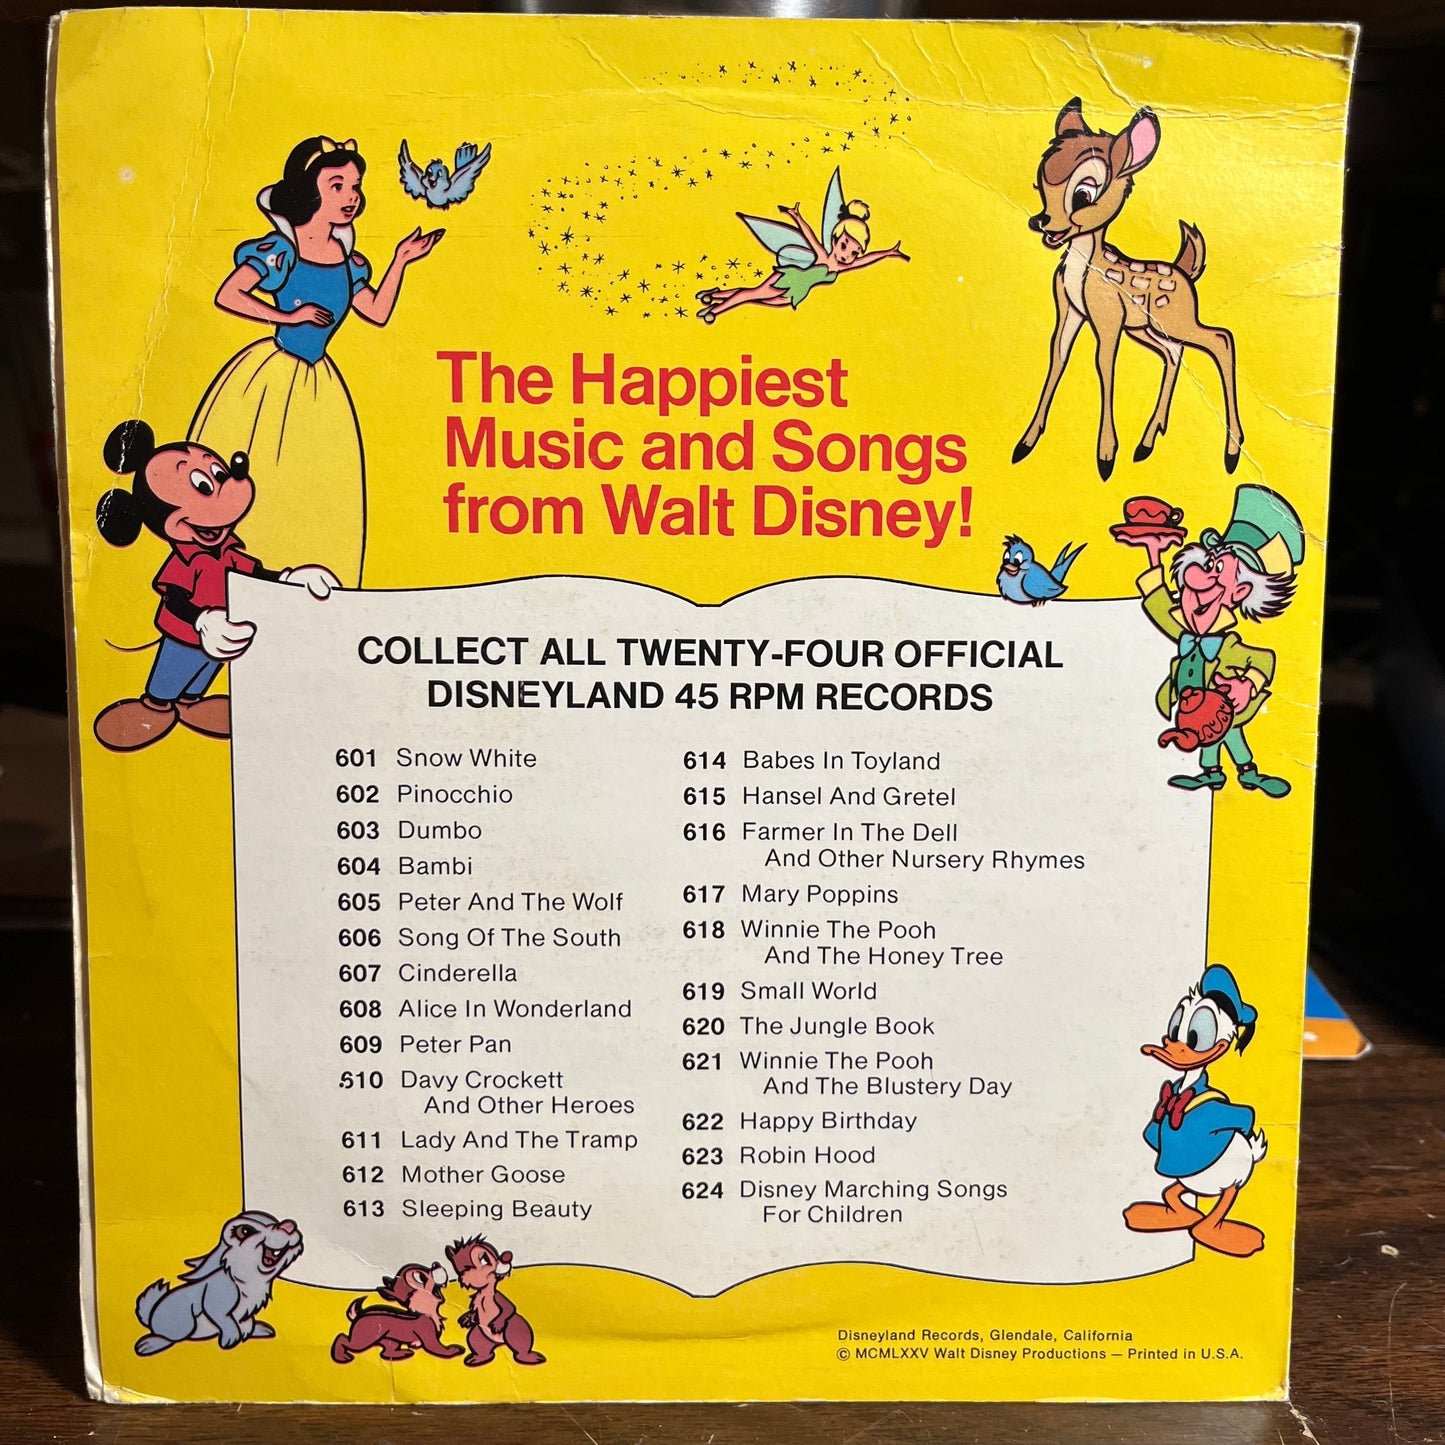 The Happiest
Music and Songs
from Walt Disney!
COLLECT ALL TWENTY-FOUR OFFICIAL
DISNEYLAND 45 RPM RECORDS
601 Snow White
602 Pinocchio
603 Dumbo
604 Bambi
605 Peter And The Wolf
606 Song Of The South
607 Cinderella
608 Alice In Wonderland
609 Peter Pan
610 Davy Crockett
And Other Heroes
611 Lady And The Tramp
612 Mother Goose
613 Sleeping Beauty
614 Babes In Toyland
615 Hansel And Gretel
616 Farmer In The Dell
And Other Nursery Rhymes
617 Mary Poppins
618 Winnie The Pooh
And The Honey Tree
619 Small World
620 The Jungle Book
621 Winnie The Pooh
And The Blustery Day
622 Happy Birthday
623 Robin Hood
624 Disney Marching Songs
For Children
Disneyland Records, Glendale, California
© MCMLXXV Walt Disney Productions — Printed in U.S.A.